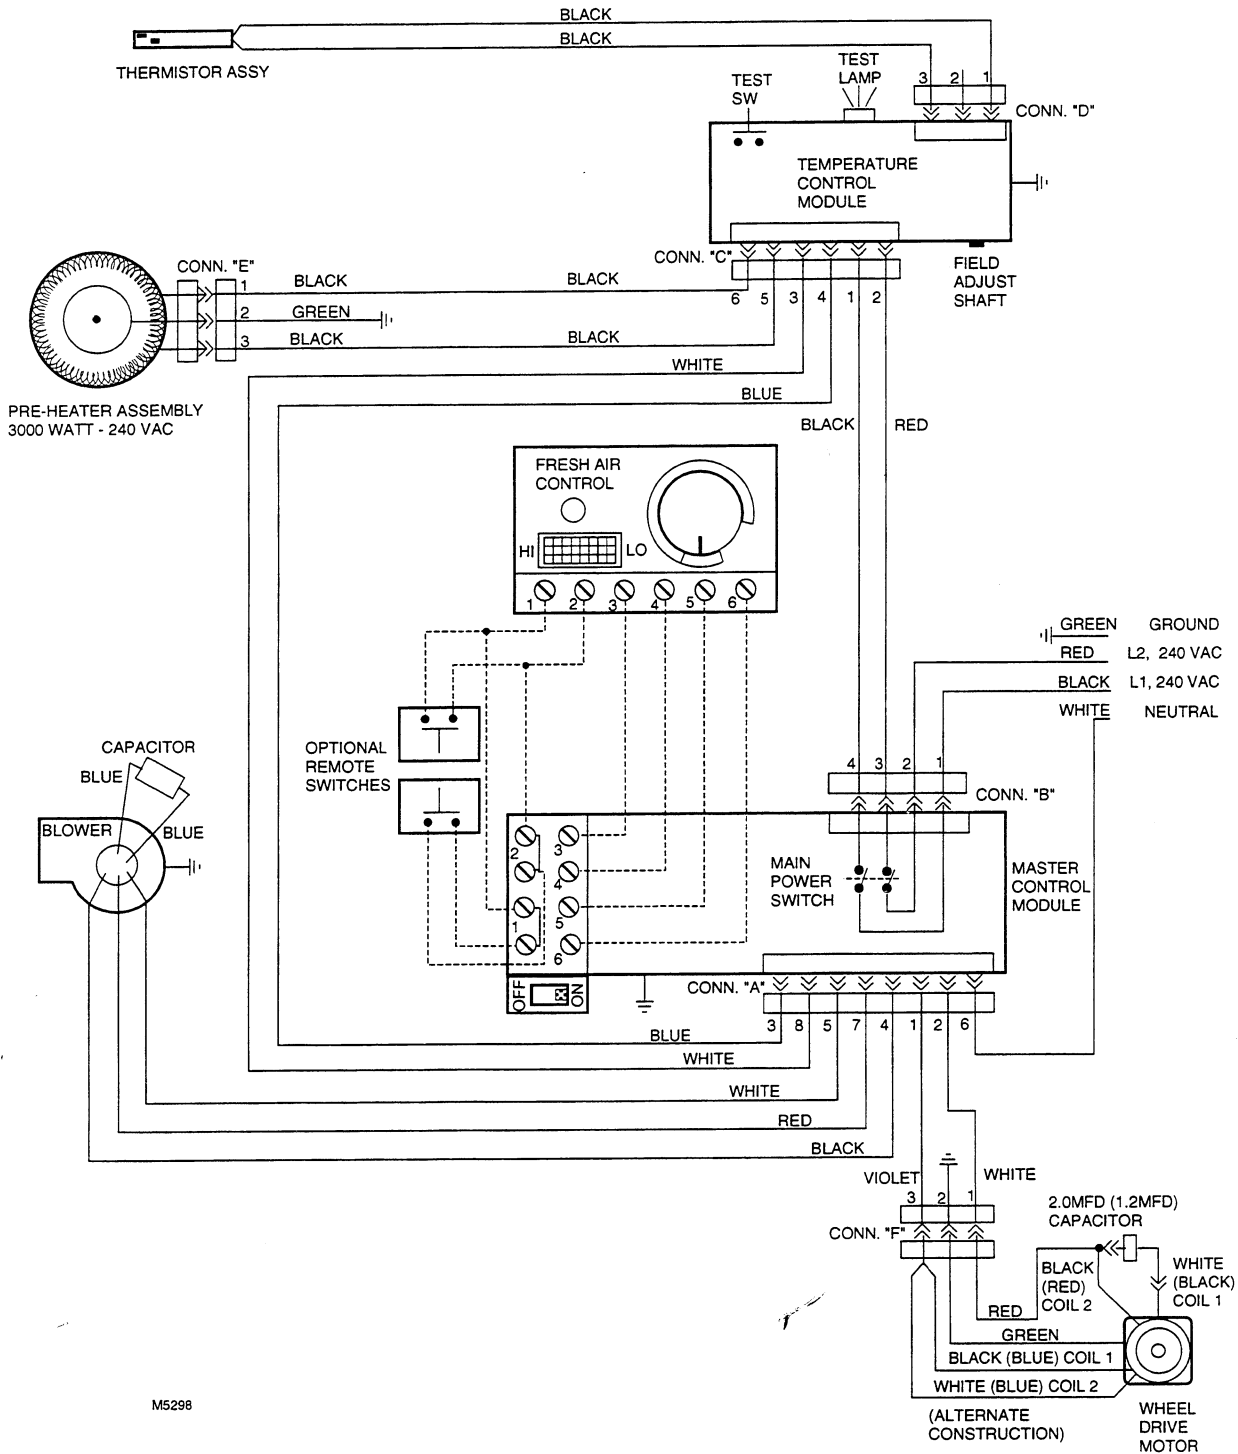 BLACK
BLACK
THERMISTOR ASSY
TEST
SW
TEST
LAMP
3 2 1
CONN. "D"
TEMPERATURE
CONTROL
MODULE
CONN. "C"
FIELD
ADJUST
SHAFT
6 5 3 4 1 2
CONN. "E"
1
BLACK
BLACK
2
GREEN
3
BLACK
BLACK
WHITE
BLUE
PRE-HEATER ASSEMBLY
3000 WATT - 240 VAC
BLACK
RED
FRESH AIR
CONTROL
HI
LO
1 2 3 4 5 6
GREEN GROUND
RED L2, 240 VAC
BLACK L1, 240 VAC
WHITE NEUTRAL
OPTIONAL
REMOTE
SWITCHES
CAPACITOR
BLUE
BLOWER
BLUE
4 3 2 1
CONN. "B"
2
3
4
1
5
6
MAIN
POWER
SWITCH
MASTER
CONTROL
MODULE
OFF
ON
CONN. "A"
3 8 5 7 4 1 2 6
BLUE
WHITE
WHITE
RED
BLACK
VIOLET
WHITE
3 2 1
CONN. "F"
2.0MFD (1.2MFD)
CAPACITOR
BLACK
(RED)
COIL 2
WHITE
(BLACK)
COIL 1
RED
GREEN
BLACK (BLUE) COIL 1
WHITE (BLUE) COIL 2
(ALTERNATE
CONSTRUCTION)
WHEEL
DRIVE
MOTOR
M5298